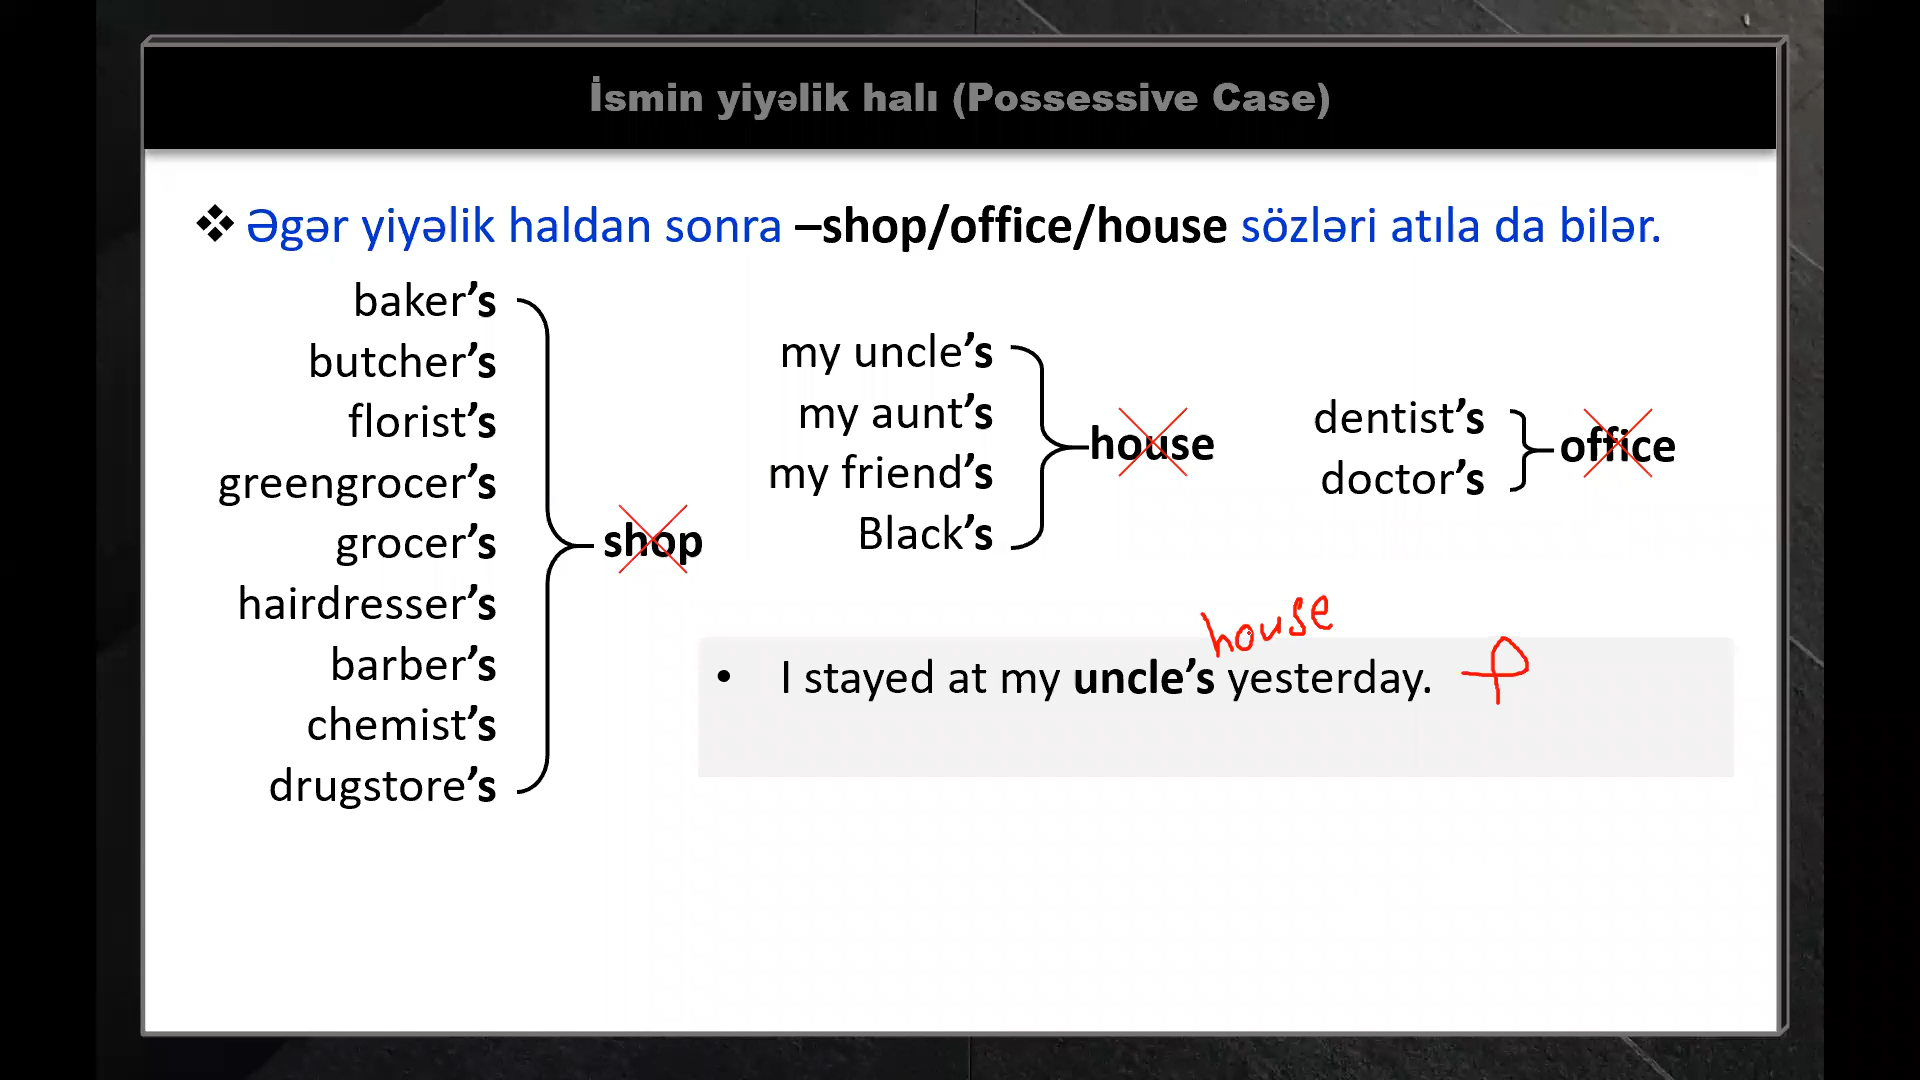 İsmin yiyəlik halı (Possessive Case)
❖ Əgər yiyəlik haldan sonra –shop/office/house sözləri atıla da bilər.
baker’s
butcher’s
florist’s
greengrocer’s
grocer’s
hairdresser’s
barber’s
chemist’s
drugstore’s
shop
my uncle’s
my aunt’s
my friend’s
Black’s
house
dentist’s
doctor’s
office
house
• I stayed at my uncle’s yesterday.